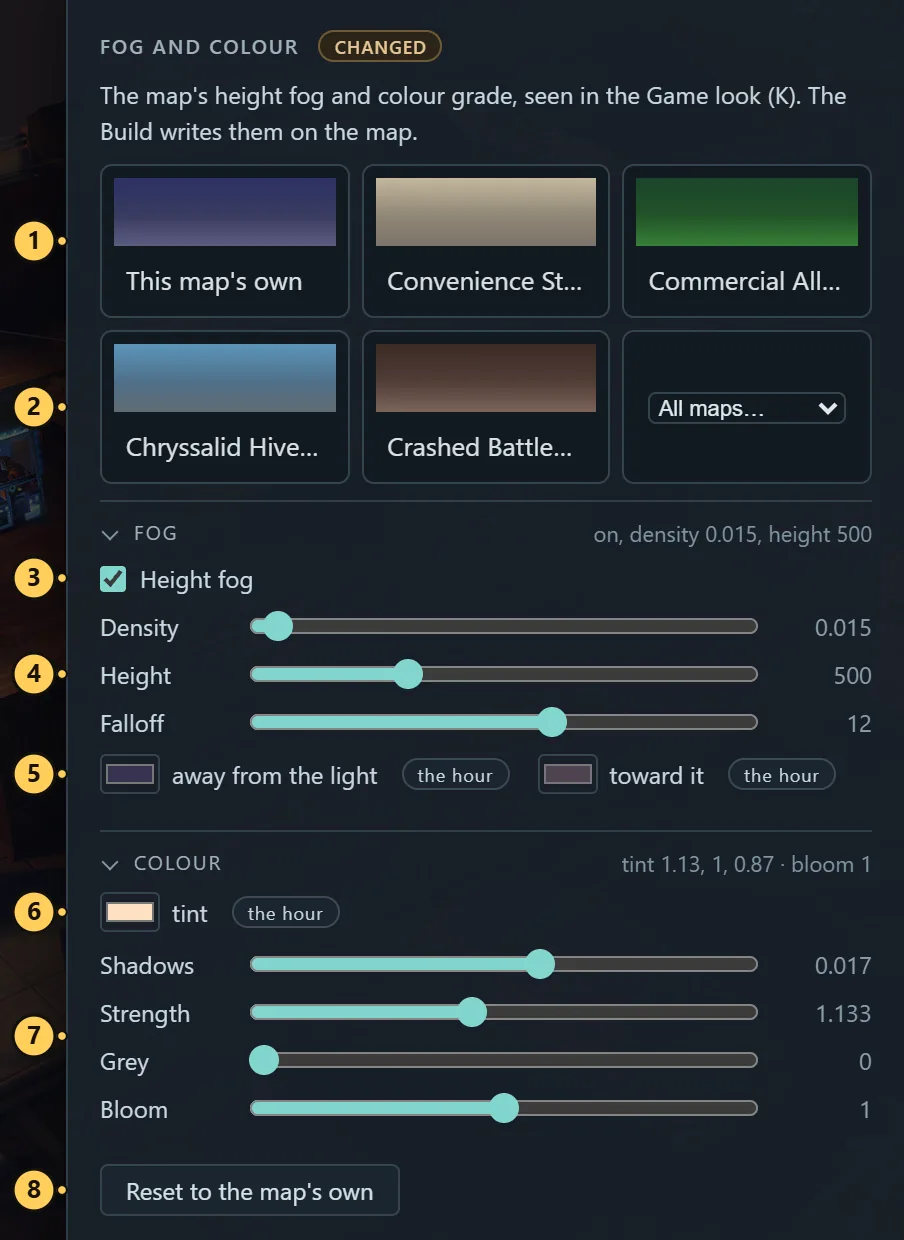 FOG AND COLOUR CHANGED
The map's height fog and colour grade, seen in the Game look (K). The
Build writes them on the map.
1
This map's own
Convenience St...
Commercial All...
2
Chryssalid Hive...
Crashed Battle...
All maps...
FOG
on, density 0.015, height 500
3
Height fog
Density 0.015
4
Height 500
Falloff 12
5
away from the light the hour toward it the hour
COLOUR
tint 1.13, 1, 0.87 · bloom 1
6
tint the hour
Shadows 0.017
Strength 1.133
7
Grey 0
Bloom 1
8
Reset to the map's own